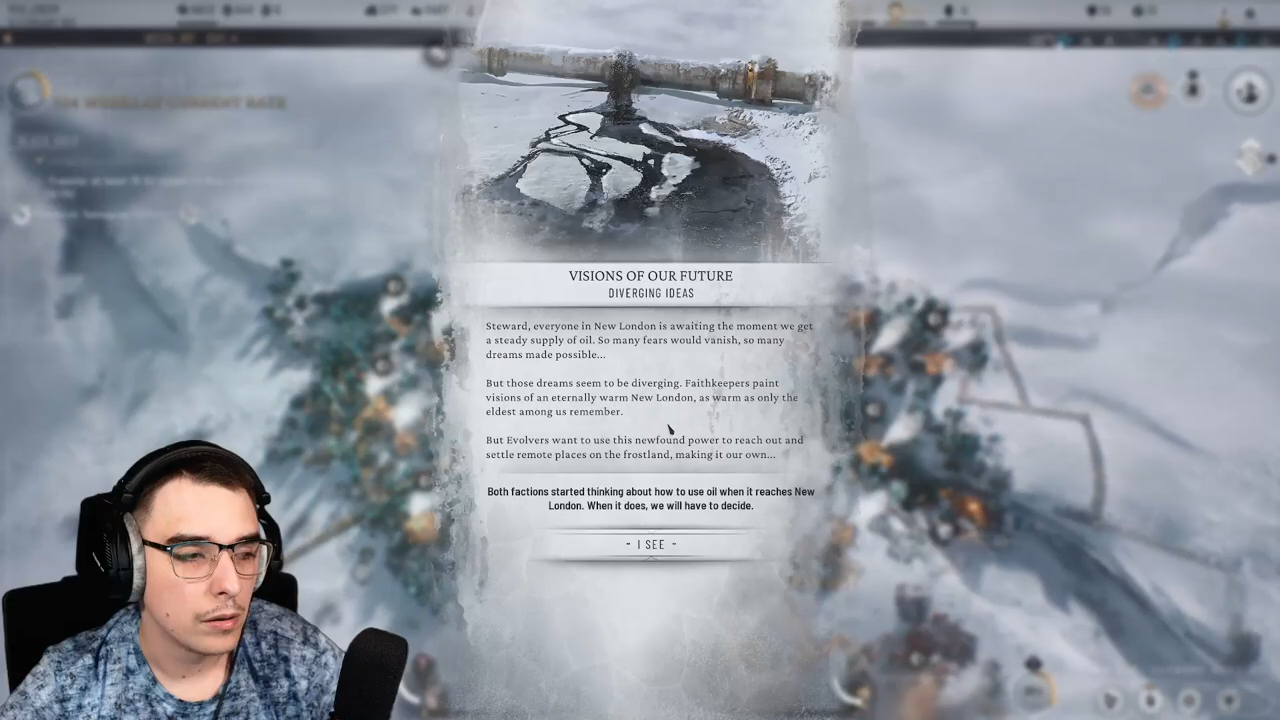 VISIONS OF OUR FUTURE
DIVERGING IDEAS
Steward, everyone in New London is awaiting the moment we get
a steady supply of oil. So many fears would vanish, so many
dreams made possible...
But those dreams seem to be diverging. Faithkeepers paint
visions of an eternally warm New London, as warm as only the
eldest among us remember.
But Evolvers want to use this newfound power to reach out and
settle remote places on the frostland, making it our own...
Both factions started thinking about how to use oil when it reaches New
London. When it does, we will have to decide.
- I SEE -